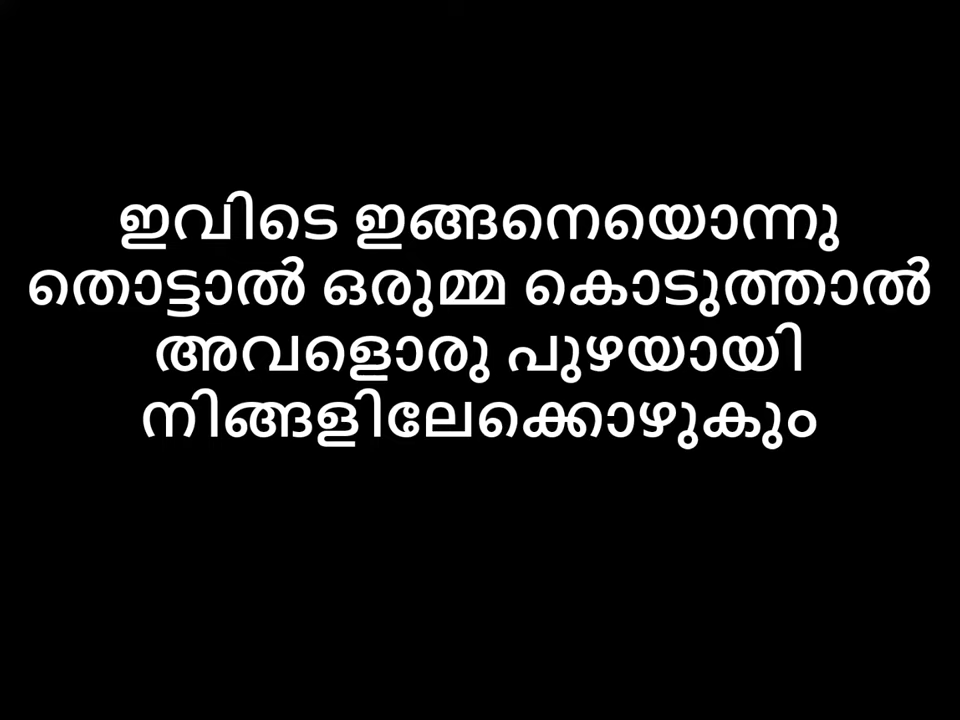 ഇവിടെ ഇങ്ങനെയൊന്നു
തൊട്ടാൽ ഒരുമ്മ കൊടുത്താൽ
അവളൊരു പുഴയായി
നിങ്ങളിലേക്കൊഴുകും